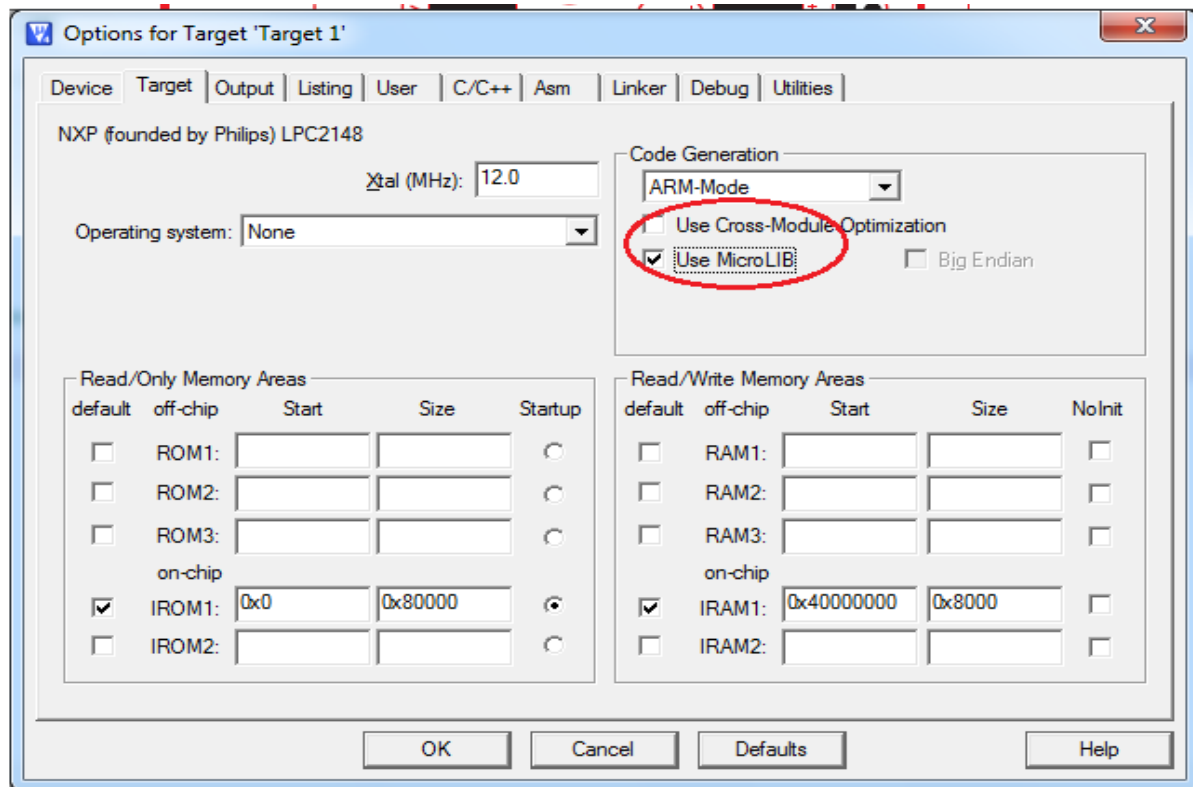 Options for Target 'Target 1'
Device Target Output Listing User C/C++ Asm Linker Debug Utilities
NXP (founded by Philips) LPC2148
Xtal (MHz): 12.0
Operating system: None
Code Generation
ARM-Mode
Use Cross-Module Optimization
Use MicroLIB Big Endian
Read/Only Memory Areas
default off-chip Start Size Startup
ROM1:
ROM2:
ROM3:
on-chip
IROM1: 0x0 0x80000
IROM2:
Read/Write Memory Areas
default off-chip Start Size NoInit
RAM1:
RAM2:
RAM3:
on-chip
IRAM1: 0x40000000 0x8000
IRAM2:
OK Cancel Defaults Help